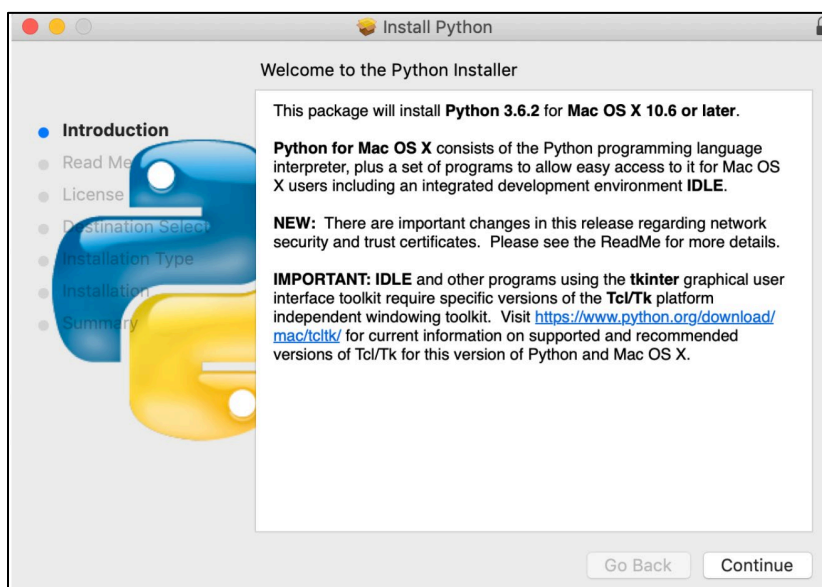 Install Python
Welcome to the Python Installer
Introduction
Read Me
License
Destination Select
Installation Type
Installation
Summary
This package will install Python 3.6.2 for Mac OS X 10.6 or later.
Python for Mac OS X consists of the Python programming language
interpreter, plus a set of programs to allow easy access to it for Mac OS
X users including an integrated development environment IDLE.
NEW:  There are important changes in this release regarding network
security and trust certificates.  Please see the ReadMe for more details.
IMPORTANT: IDLE and other programs using the tkinter graphical user
interface toolkit require specific versions of the Tcl/Tk platform
independent windowing toolkit.  Visit https://www.python.org/download/
mac/tcltk/ for current information on supported and recommended
versions of Tcl/Tk for this version of Python and Mac OS X.
Go Back
Continue